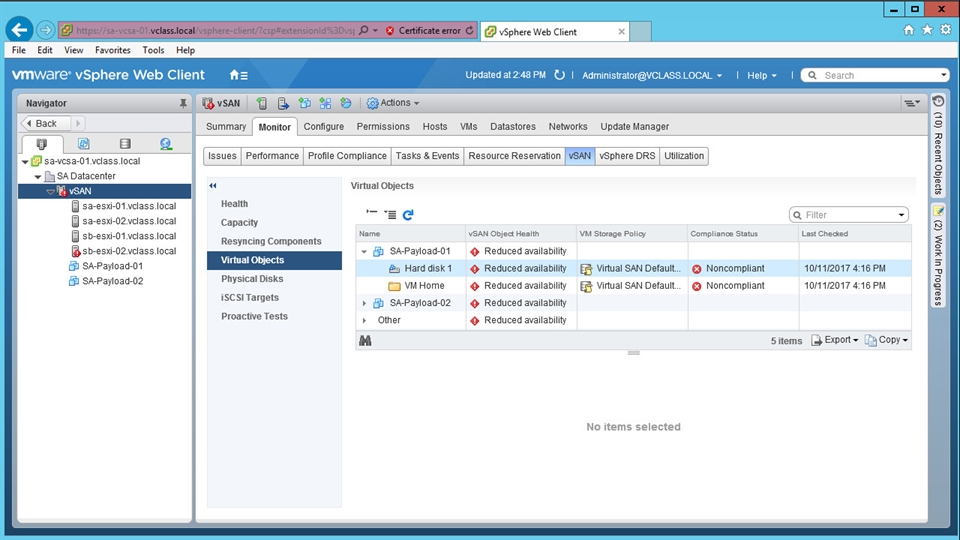 https://sa-vcsa-01.vclass.local/vsphere-client/?csp#extensionId%3Dvsp
Certificate error
vSphere Web Client
File Edit View Favorites Tools Help
vmware® vSphere Web Client
Updated at 2:48 PM
Administrator@VCLASS.LOCAL
Help
Search
Navigator
vSAN
Actions
Back
Summary Monitor Configure Permissions Hosts VMs Datastores Networks Update Manager
Issues Performance Profile Compliance Tasks & Events Resource Reservation vSAN vSphere DRS Utilization
sa-vcsa-01.vclass.local
SA Datacenter
vSAN
sa-esxi-01.vclass.local
sa-esxi-02.vclass.local
sb-esxi-01.vclass.local
sb-esxi-02.vclass.local
SA-Payload-01
SA-Payload-02
Health
Capacity
Resyncing Components
Virtual Objects
Physical Disks
iSCSI Targets
Proactive Tests
Virtual Objects
Filter
Name vSAN Object Health VM Storage Policy Compliance Status Last Checked
SA-Payload-01 Reduced availability
Hard disk 1 Reduced availability Virtual SAN Default... Noncompliant 10/11/2017 4:16 PM
VM Home Reduced availability Virtual SAN Default... Noncompliant 10/11/2017 4:16 PM
SA-Payload-02 Reduced availability
Other Reduced availability
5 items Export Copy
No items selected
(10) Recent Objects
(2) Work In Progress